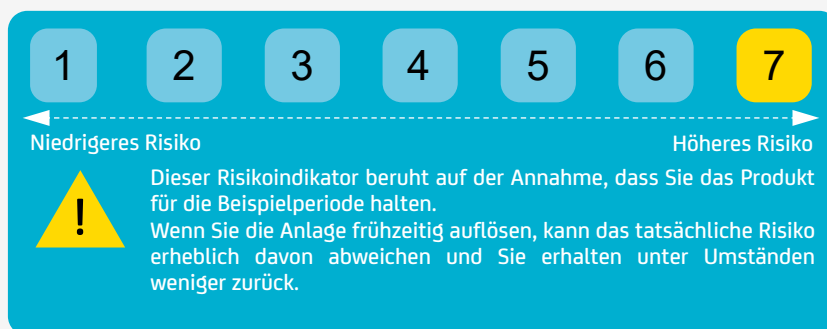 1 2 3 4 5 6 7
Niedrigeres Risiko Höheres Risiko
Dieser Risikoindikator beruht auf der Annahme, dass Sie das Produkt
für die Beispielperiode halten.
!
Wenn Sie die Anlage frühzeitig auflösen, kann das tatsächliche Risiko
erheblich davon abweichen und Sie erhalten unter Umständen
weniger zurück.